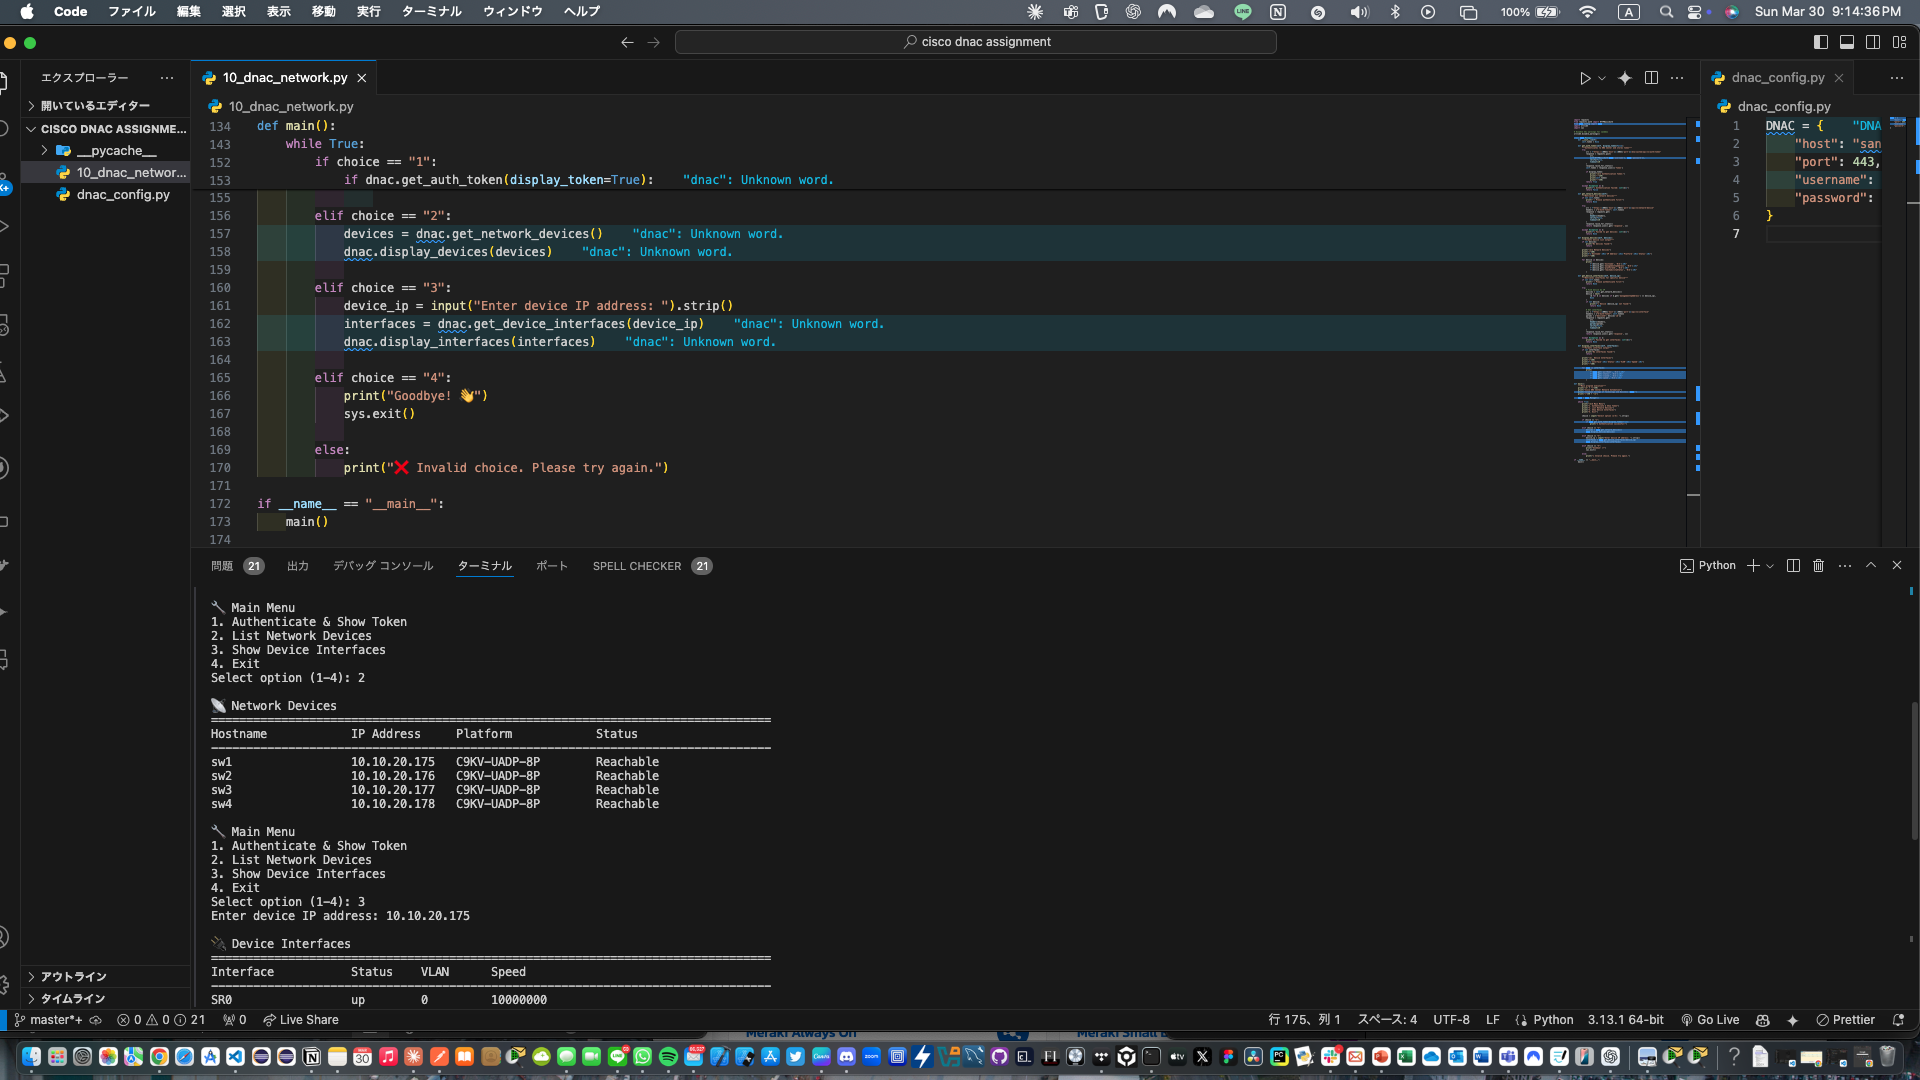 Code ファイル 編集 選択 表示 移動 実行 ターミナル ウィンドウ ヘルプ
100% A Sun Mar 30 9:14:36 PM
cisco dnac assignment
エクスプローラー
開いているエディター
CISCO DNAC ASSIGNME...
__pycache__
10_dnac_networ...
dnac_config.py
アウトライン
タイムライン
10_dnac_network.py
10_dnac_network.py
134 def main():
143 while True:
152 if choice == "1":
153 if dnac.get_auth_token(display_token=True): "dnac": Unknown word.
155
156 elif choice == "2":
157 devices = dnac.get_network_devices() "dnac": Unknown word.
158 dnac.display_devices(devices) "dnac": Unknown word.
159
160 elif choice == "3":
161 device_ip = input("Enter device IP address: ").strip()
162 interfaces = dnac.get_device_interfaces(device_ip) "dnac": Unknown word.
163 dnac.display_interfaces(interfaces) "dnac": Unknown word.
164
165 elif choice == "4":
166 print("Goodbye! 👋")
167 sys.exit()
168
169 else:
170 print("❌ Invalid choice. Please try again.")
171
172 if __name__ == "__main__":
173 main()
174
dnac_config.py
dnac_config.py
1 DNAC = { "DNA
2 "host": "san
3 "port": 443,
4 "username":
5 "password":
6 }
7
問題 21 出力 デバッグ コンソール ターミナル ポート SPELL CHECKER 21
Python
🔧 Main Menu
1. Authenticate & Show Token
2. List Network Devices
3. Show Device Interfaces
4. Exit
Select option (1-4): 2
📡 Network Devices
================================================================================
Hostname IP Address Platform Status
--------------------------------------------------------------------------------
sw1 10.10.20.175 C9KV-UADP-8P Reachable
sw2 10.10.20.176 C9KV-UADP-8P Reachable
sw3 10.10.20.177 C9KV-UADP-8P Reachable
sw4 10.10.20.178 C9KV-UADP-8P Reachable
🔧 Main Menu
1. Authenticate & Show Token
2. List Network Devices
3. Show Device Interfaces
4. Exit
Select option (1-4): 3
Enter device IP address: 10.10.20.175
🔌 Device Interfaces
================================================================================
Interface Status VLAN Speed
--------------------------------------------------------------------------------
SR0 up 0 10000000
master*+ 0 0 21 0 Live Share
行 175、列 1 スペース: 4 UTF-8 LF Python 3.13.1 64-bit Go Live Prettier